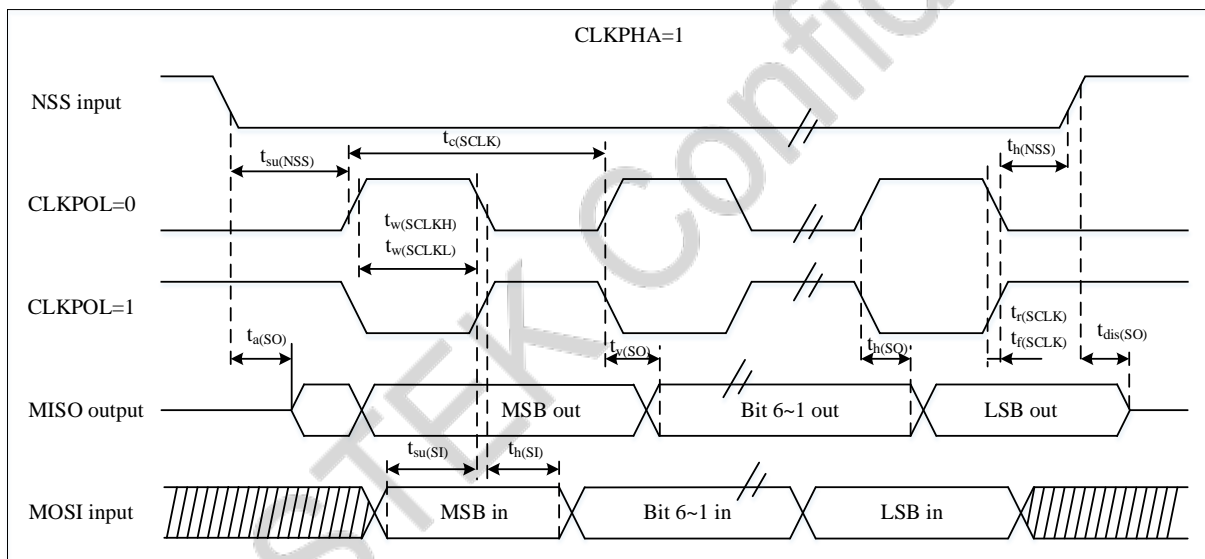 CLKPHA=1
NSS input
tc(SCLK)
tsu(NSS)
th(NSS)
CLKPOL=0
tw(SCLKH)
tw(SCLKL)
CLKPOL=1
ta(SO)
tv(SO)
th(SO)
tr(SCLK)
tf(SCLK)
tdis(SO)
MISO output
MSB out
Bit 6~1 out
LSB out
tsu(SI)
th(SI)
MOSI input
MSB in
Bit 6~1 in
LSB in
STEK Confid